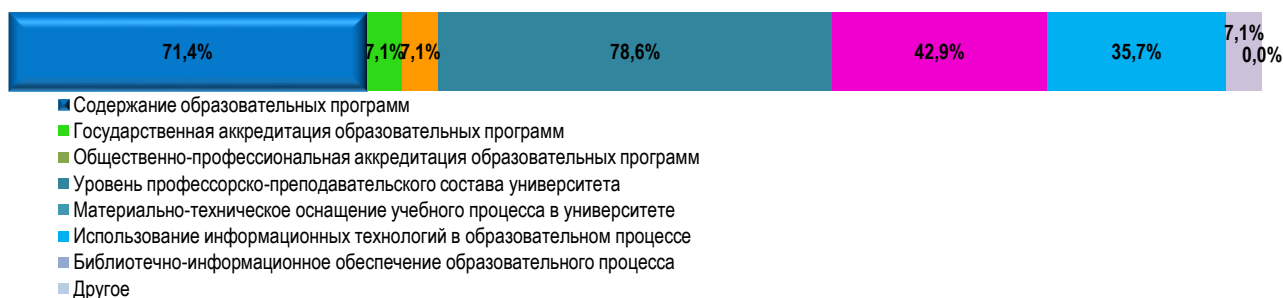 71,4%
7,1%
7,1%
78,6%
42,9%
35,7%
7,1%
0,0%
Содержание образовательных программ
Государственная аккредитация образовательных программ
Общественно-профессиональная аккредитация образовательных программ
Уровень профессорско-преподавательского состава университета
Материально-техническое оснащение учебного процесса в университете
Использование информационных технологий в образовательном процессе
Библиотечно-информационное обеспечение образовательного процесса
Другое